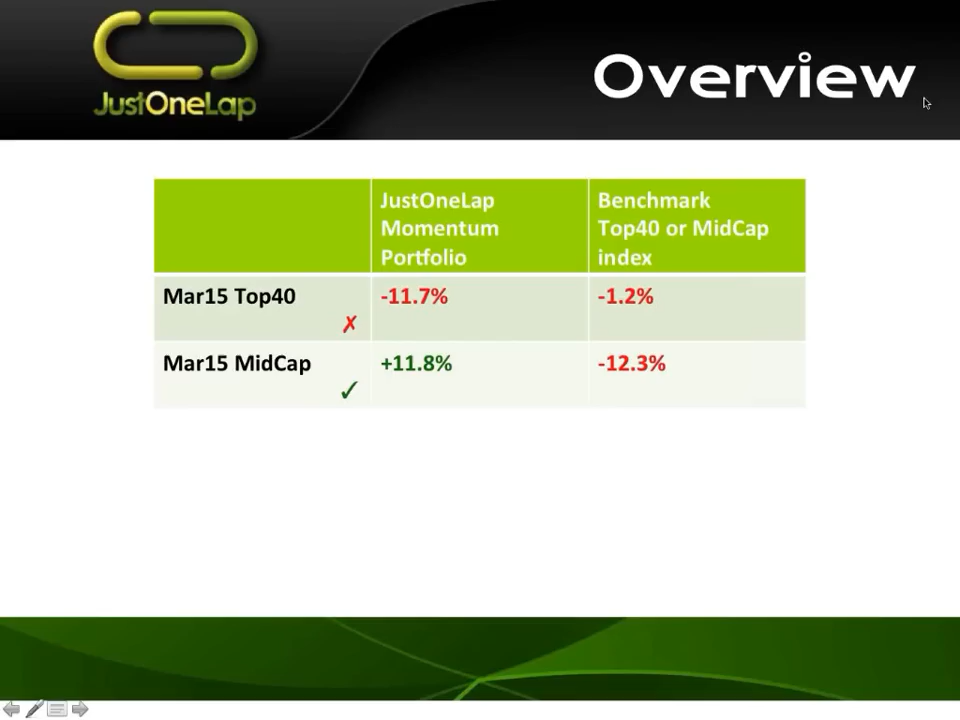 JustOneLap
Overview
JustOneLap
Momentum
Portfolio
Benchmark
Top40 or MidCap
index
Mar15 Top40
✗
-11.7%
-1.2%
Mar15 MidCap
✓
+11.8%
-12.3%